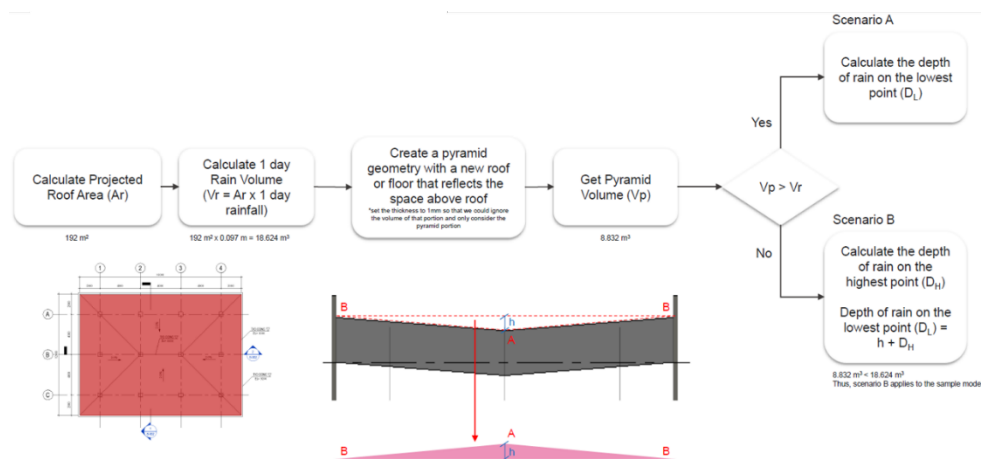 Scenario A
Calculate the depth
of rain on the lowest
point (DL)
Yes
Calculate Projected
Roof Area (Ar)
192 m²
Calculate 1 day
Rain Volume
(Vr = Ar x 1 day
rainfall)
192 m² x 0.097 m = 18.624 m³
Create a pyramid
geometry with a new roof
or floor that reflects the
space above roof
*set the thickness to 1mm so that we could ignore
the volume of that portion and only consider the
pyramid portion
Get Pyramid
Volume (Vp)
8.832 m³
Vp > Vr
No
Scenario B
Calculate the depth
of rain on the
highest point (DH)
Depth of rain on the
lowest point (DL) =
h + DH
8.832 m³ < 18.624 m³
Thus, scenario B applies to the sample mode
1
2
3
4
A
B
C
B
h
A
B
A
B
h
B